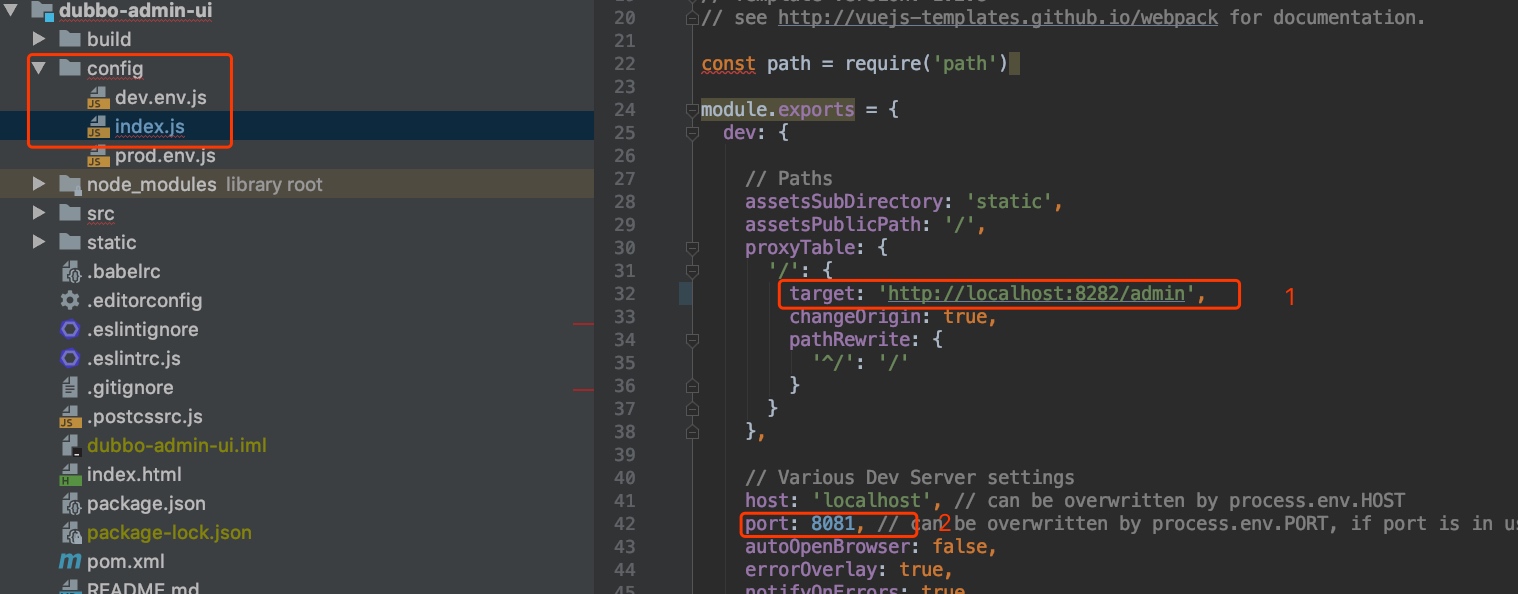 dubbo-admin-ui
build
config
dev.env.js
index.js
prod.env.js
node_modules library root
src
static
.babelrc
.editorconfig
.eslintignore
.eslintrc.js
.gitignore
.postcssrc.js
dubbo-admin-ui.iml
index.html
package.json
package-lock.json
pom.xml
README.md
20 // see http://vuejs-templates.github.io/webpack for documentation.
21
22 const path = require('path')
23
24 module.exports = {
25 dev: {
26
27 // Paths
28 assetsSubDirectory: 'static',
29 assetsPublicPath: '/',
30 proxyTable: {
31 '/': {
32 target: 'http://localhost:8282/admin', 1
33 changeOrigin: true,
34 pathRewrite: {
35 '^/': '/'
36 }
37 }
38 },
39
40 // Various Dev Server settings
41 host: 'localhost', // can be overwritten by process.env.HOST
42 port: 8081, // can 2 be overwritten by process.env.PORT, if port is in us
43 autoOpenBrowser: false,
44 errorOverlay: true,
45 notifyOnErrors: true